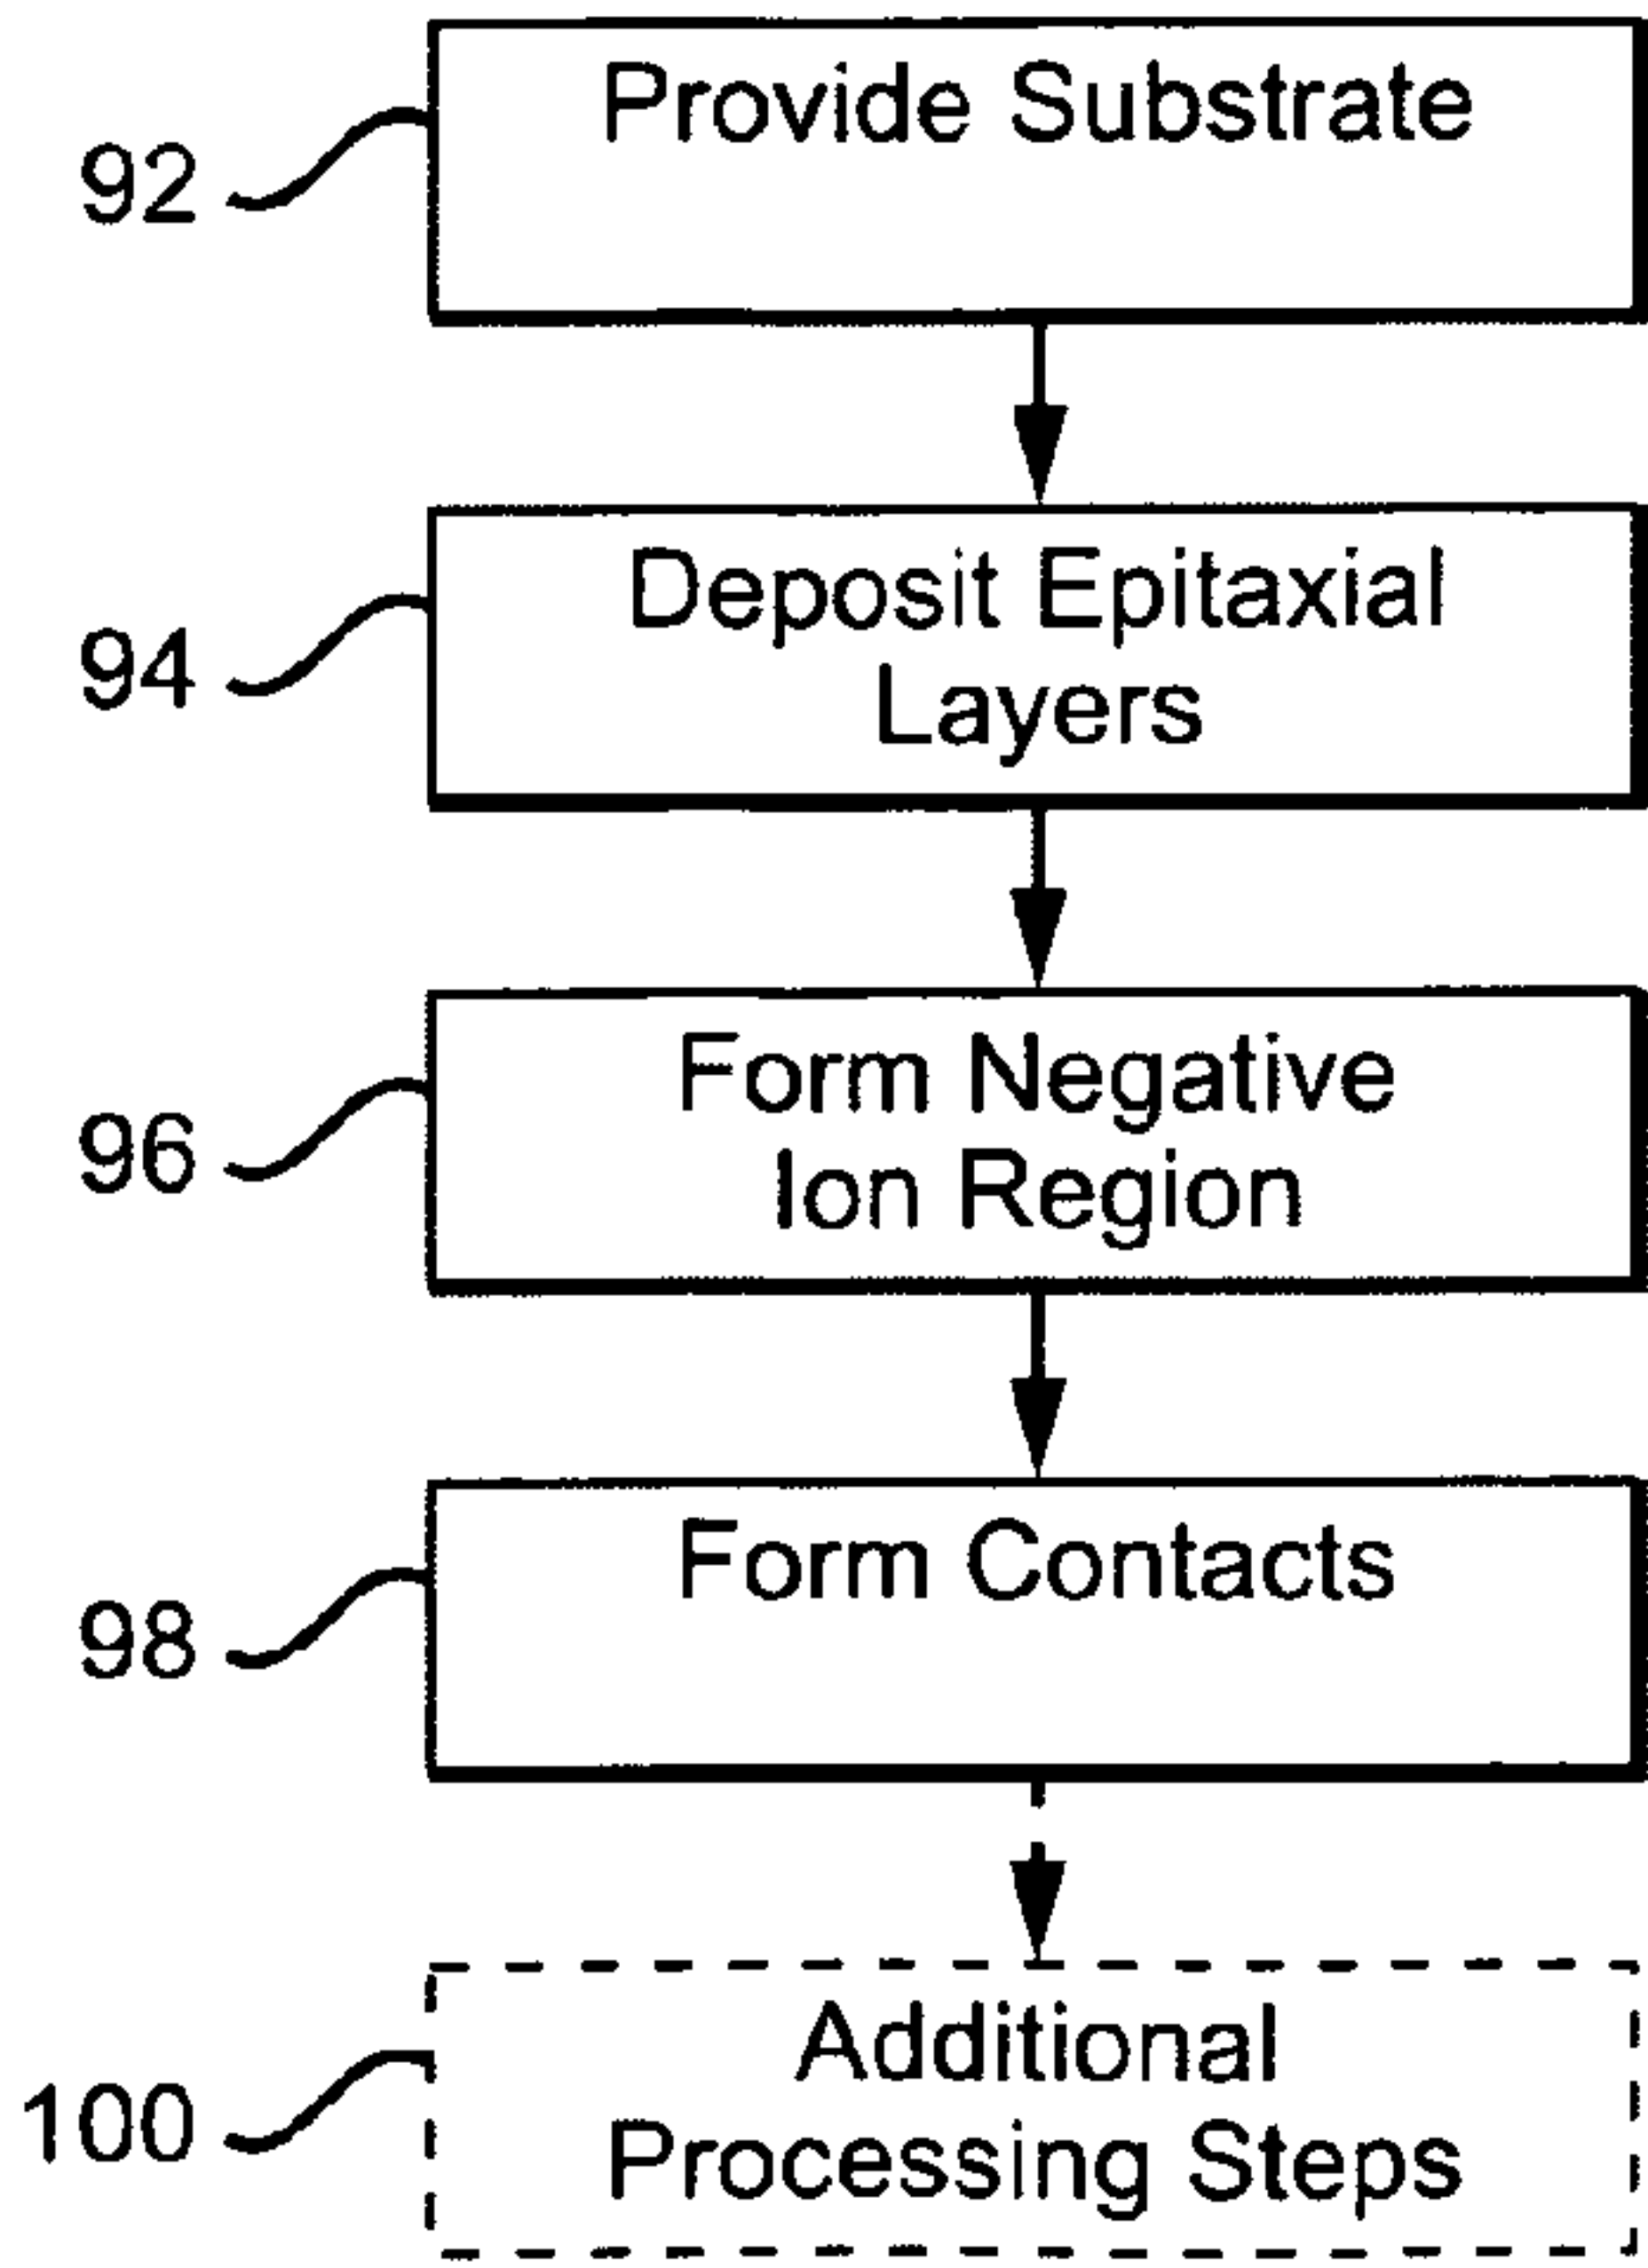 Provide Substrate
92
Deposit Epitaxial
Layers
94
Form Negative
Ion Region
96
Form Contacts
98
Additional
Processing Steps
100